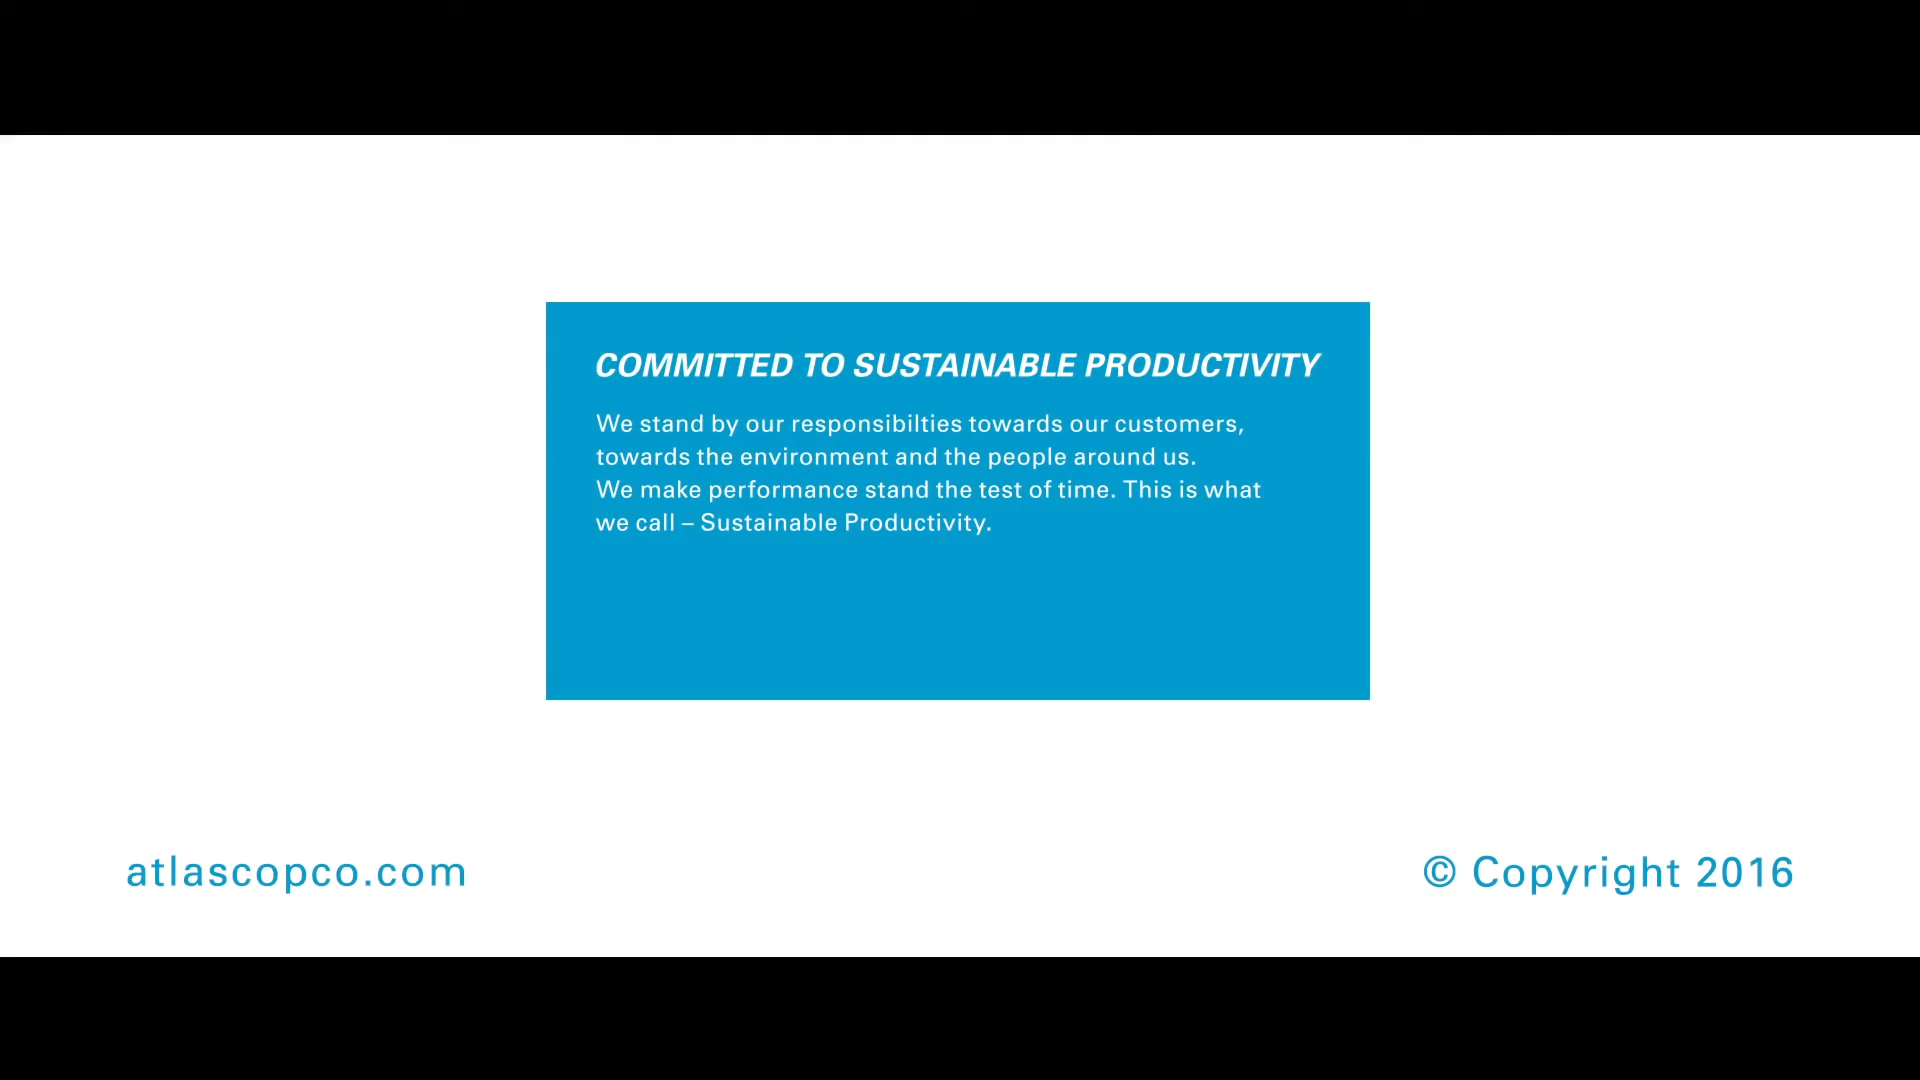 COMMITTED TO SUSTAINABLE PRODUCTIVITY
We stand by our responsibilties towards our customers,
towards the environment and the people around us.
We make performance stand the test of time. This is what
we call – Sustainable Productivity.
atlascopco.com
© Copyright 2016